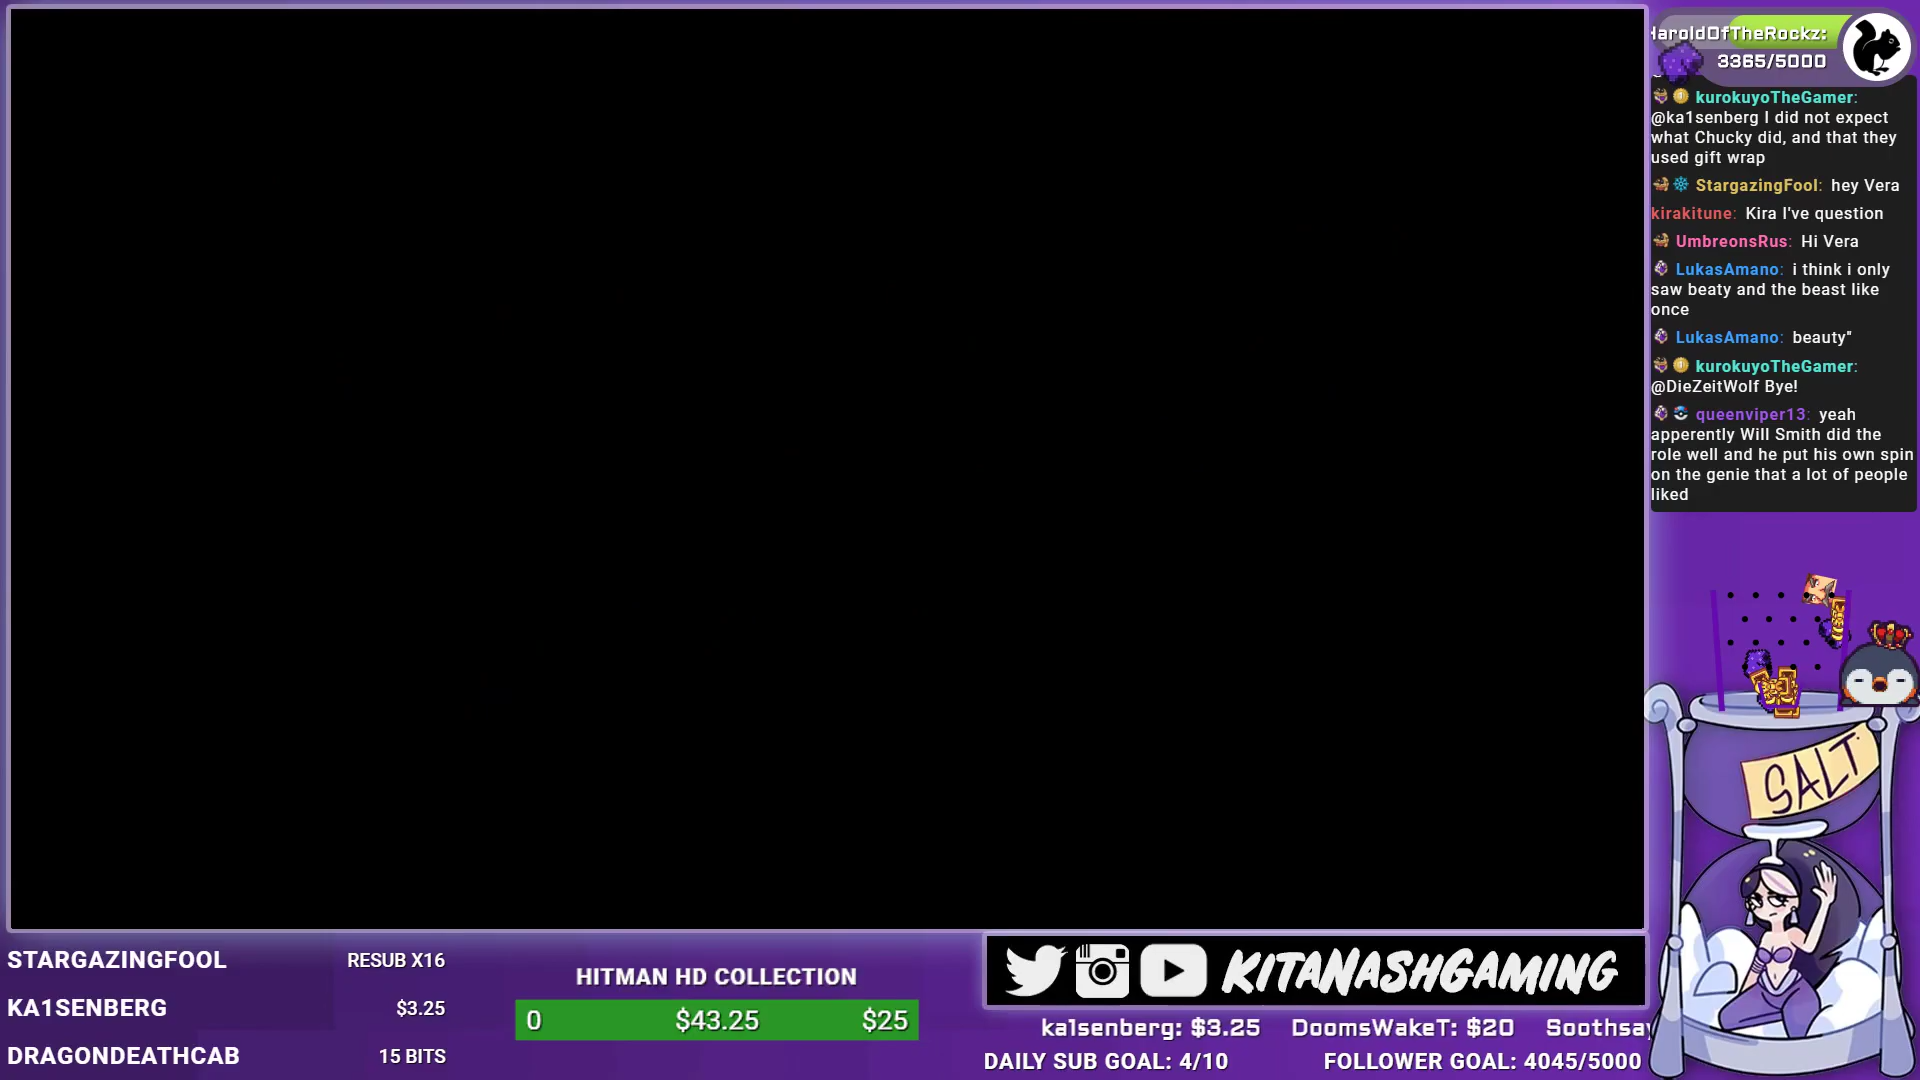 HaroldOfTheRockz:
3365/5000
kurokuyoTheGamer:
@ka1senberg I did not expect
what Chucky did, and that they
used gift wrap
StargazingFool: hey Vera
kirakitune: Kira I've question
UmbreonsRus: Hi Vera
LukasAmano: i think i only
saw beaty and the beast like
once
LukasAmano: beauty"
kurokuyoTheGamer:
@DieZeitWolf Bye!
queenviper13: yeah
apperently Will Smith did the
role well and he put his own spin
on the genie that a lot of people
liked
SALT
STARGAZINGFOOL RESUB X16
KA1SENBERG $3.25
DRAGONDEATHCAB 15 BITS
HITMAN HD COLLECTION
0 $43.25 $25
KITANASHGAMING
ka1senberg: $3.25 DoomsWakeT: $20 Soothsay
DAILY SUB GOAL: 4/10 FOLLOWER GOAL: 4045/5000